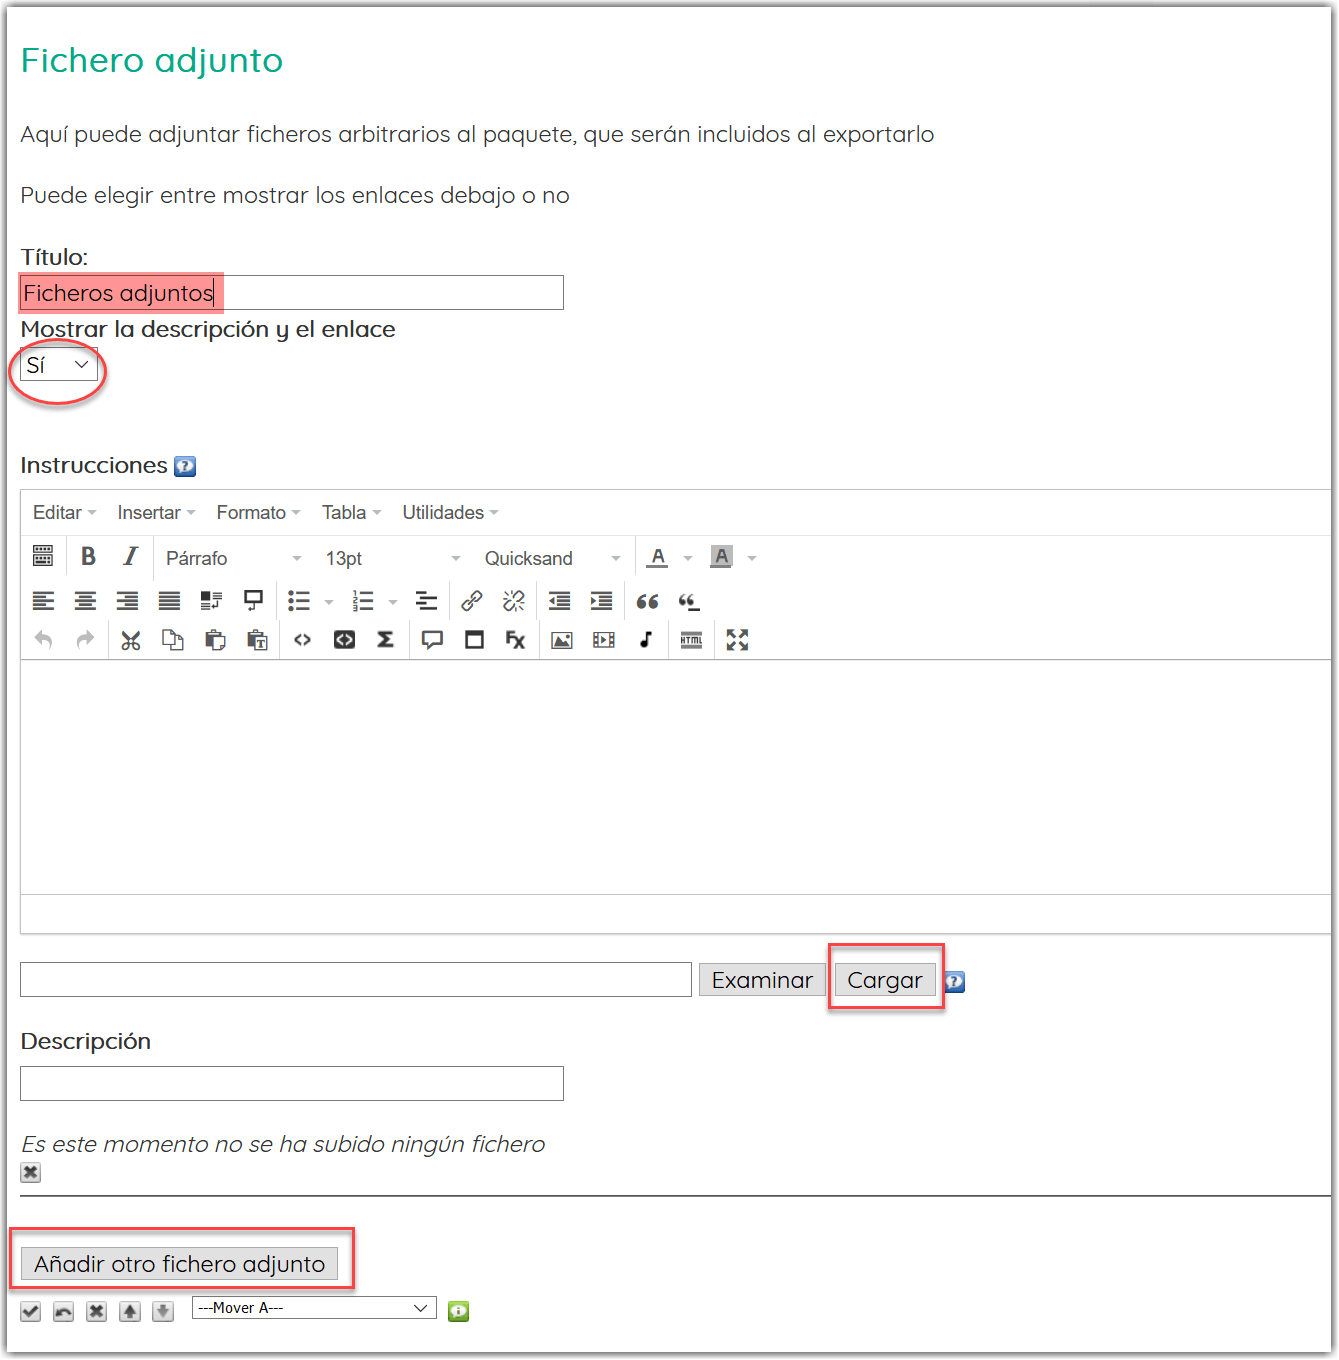 Fichero adjunto
Aquí puede adjuntar ficheros arbitrarios al paquete, que serán incluidos al exportarlo
Puede elegir entre mostrar los enlaces debajo o no
Título:
Ficheros adjuntos
Mostrar la descripción y el enlace
Sí
Instrucciones
Editar Insertar Formato Tabla Utilidades
B I Párrafo 13pt Quicksand A A
Fx HTML
Examinar Cargar
Descripción
Es este momento no se ha subido ningún fichero
Añadir otro fichero adjunto
---Mover A---